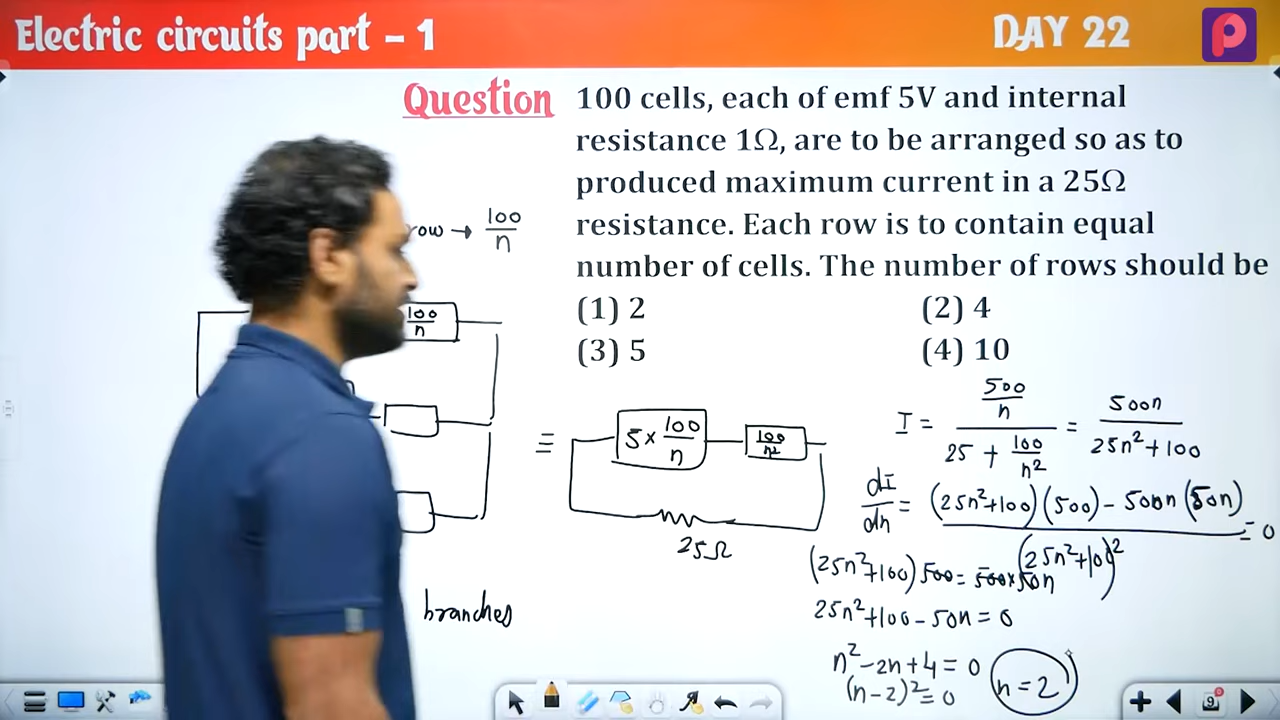 Electric circuits part – 1
DAY 22
Question 100 cells, each of emf 5V and internal
resistance 1Ω, are to be arranged so as to
produced maximum current in a 25Ω
resistance. Each row is to contain equal
number of cells. The number of rows should be
(1) 2
(2) 4
(3) 5
(4) 10
row → 100/n
100/n
branches
≡
5 × 100/n
100/n²
25Ω
I = (500/n)/(25 + 100/n²) = 500n/(25n²+100)
dI/dn = ((25n²+100)(500) – 500n(50n))/(25n²+100)² = 0
(25n²+100)500 = 500×50n
25n²+100 – 50n = 0
n² – 2n + 4 = 0
(n–2)² = 0
n = 2
9